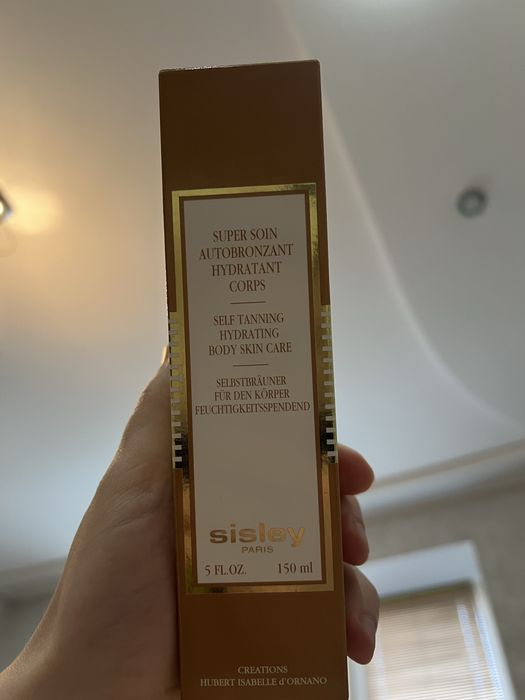 SUPER SOIN
AUTOBRONZANT
HYDRATANT
CORPS
SELF TANNING
HYDRATING
BODY SKIN CARE
SELBSTBRÄUNER
FÜR DEN KÖRPER
FEUCHTIGKEITSSPENDEND
sisley
PARIS
5 FL.OZ. 150 ml
CREATIONS
HUBERT ISABELLE d'ORNANO